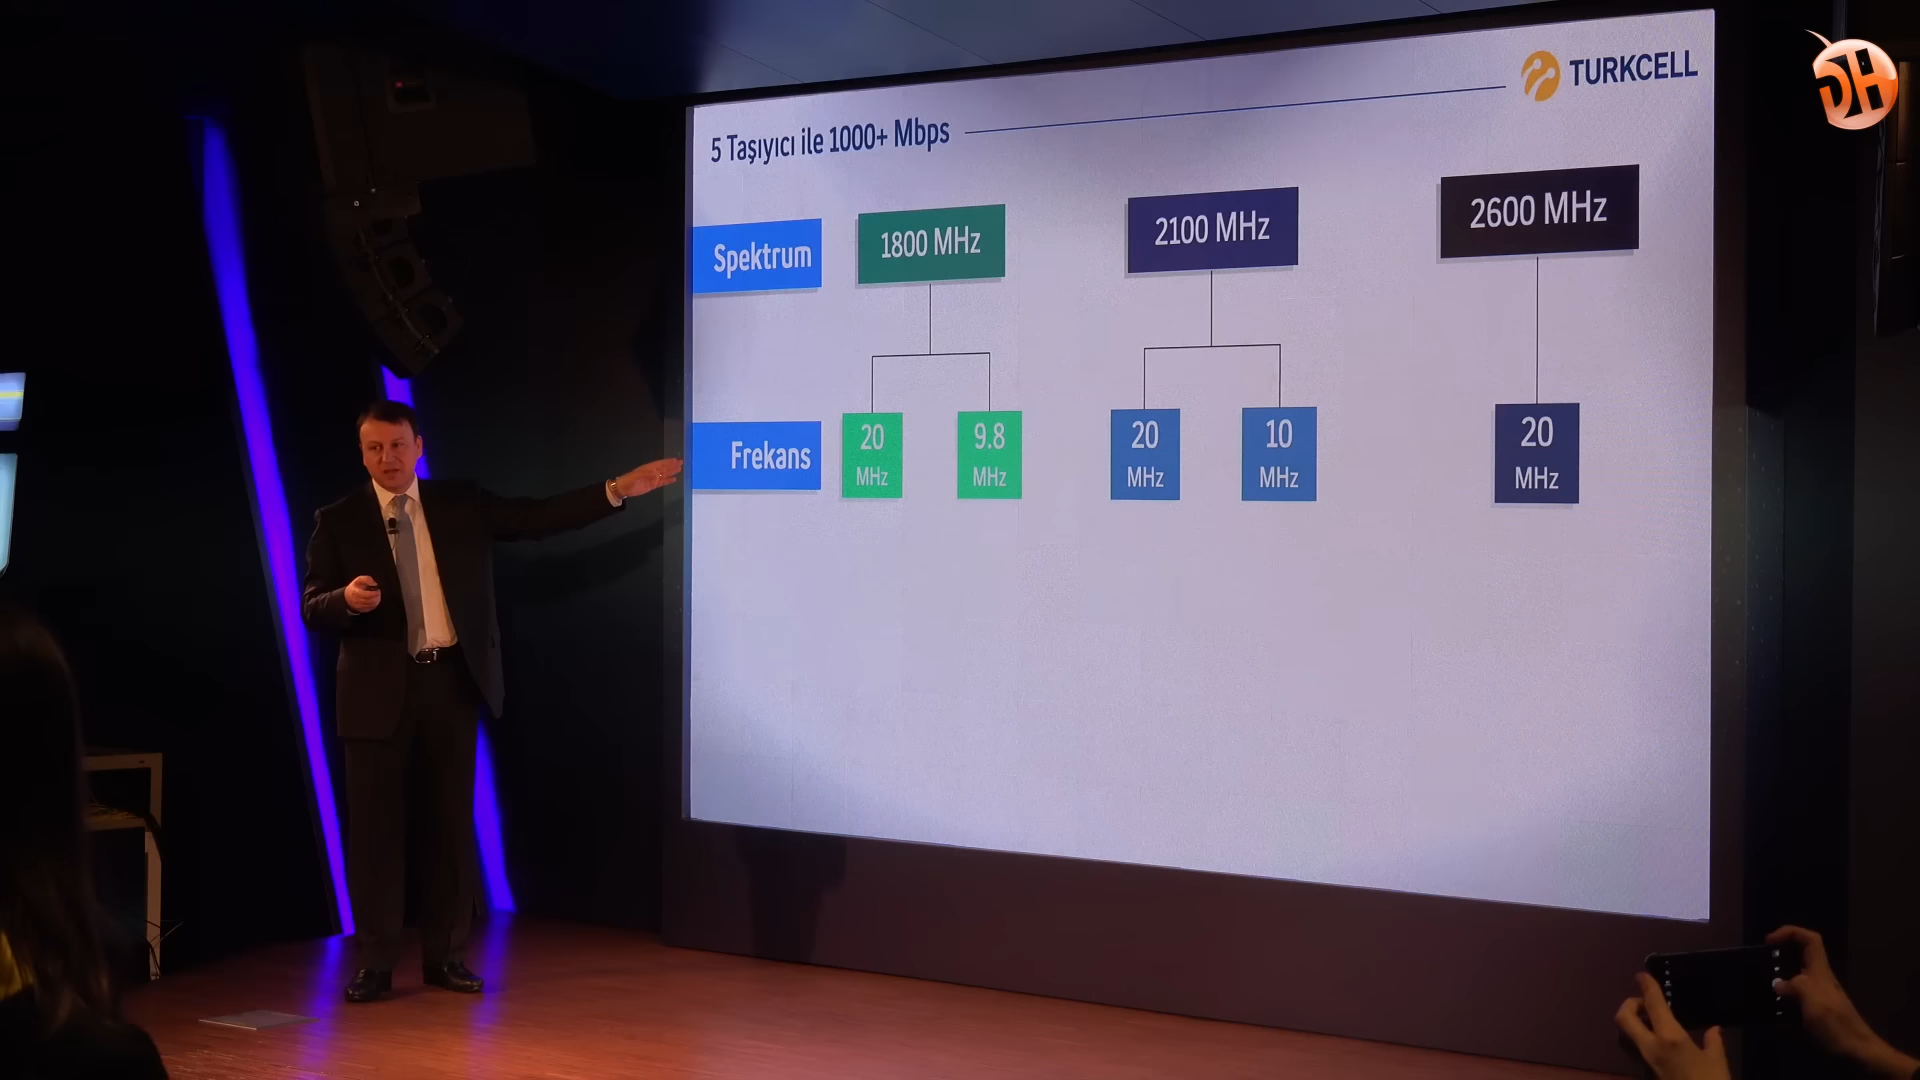 TURKCELL
DH
5 Taşıyıcı ile 1000+ Mbps
Spektrum
1800 MHz
2100 MHz
2600 MHz
Frekans
20
MHz
9.8
MHz
20
MHz
10
MHz
20
MHz